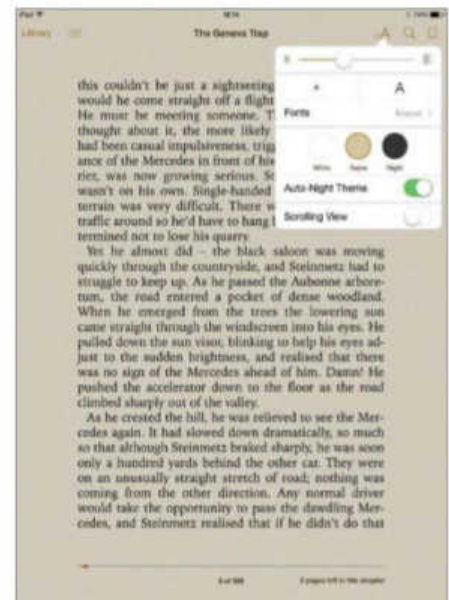 iPad
Library
The Geneva Trap
A
this couldn't be just a sightseeing
would he come straight off a flight
He must be meeting someone. T
thought about it, the more likely
had been casual impulsiveness, trigg
ance of the Mercedes in front of his
riet, was now growing serious. St
wasn't on his own. Single-handed
terrain was very difficult. There w
traffic around so he'd have to hang b
termined not to lose his quarry.
A
A
Fonts
White
Sepia
Night
Auto-Night Theme
Scrolling View
Yet he almost did – the black saloon was moving
quickly through the countryside, and Steinmetz had to
struggle to keep up. As he passed the Aubonne arbore-
tum, the road entered a pocket of dense woodland.
When he emerged from the trees the lowering sun
came straight through the windscreen into his eyes. He
pulled down the sun visor, blinking to help his eyes ad-
just to the sudden brightness, and realised that there
was no sign of the Mercedes ahead of him. Damn! He
pushed the accelerator down to the floor as the road
climbed sharply out of the valley.
As he crested the hill, he was relieved to see the Mer-
cedes again. It had slowed down dramatically, so much
so that although Steinmetz braked sharply, he was soon
only a hundred yards behind the other car. They were
on an unusually straight stretch of road; nothing was
coming from the other direction. Any normal driver
would take the opportunity to pass the dawdling Mer-
cedes, and Steinmetz realised that if he didn't do that
pages left in this chapter